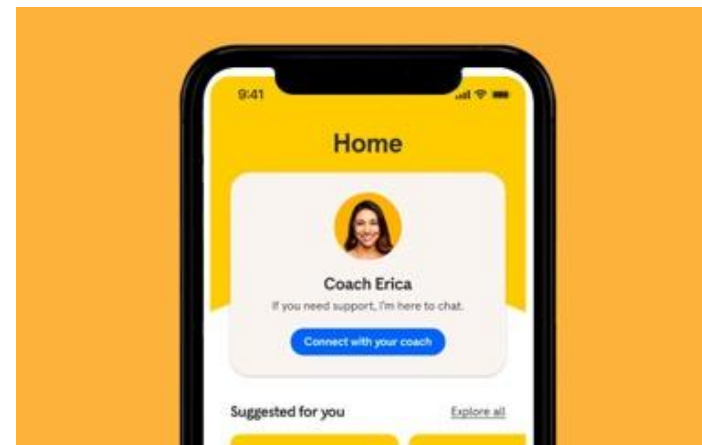 9:41
Home
Coach Erica
If you need support, I'm here to chat.
Connect with your coach
Suggested for you
Explore all